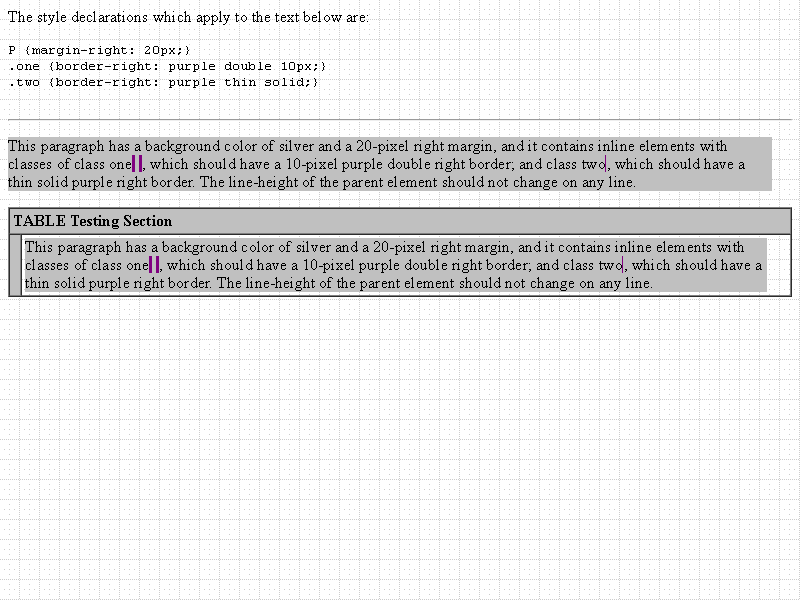 The style declarations which apply to the text below are:
P {margin-right: 20px;}
.one {border-right: purple double 10px;}
.two {border-right: purple thin solid;}
This paragraph has a background color of silver and a 20-pixel right margin, and it contains inline elements with
classes of class one, which should have a 10-pixel purple double right border; and class two, which should have a
thin solid purple right border. The line-height of the parent element should not change on any line.
TABLE Testing Section
This paragraph has a background color of silver and a 20-pixel right margin, and it contains inline elements with
classes of class one, which should have a 10-pixel purple double right border; and class two, which should have a
thin solid purple right border. The line-height of the parent element should not change on any line.